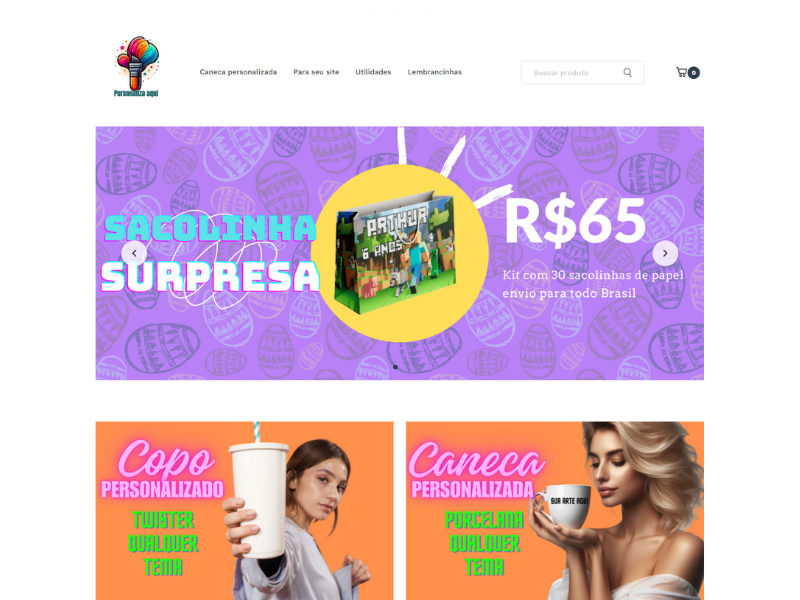 Personaliza aqui
Caneca personalizada
Para seu site
Utilidades
Lembrancinhas
Buscar produto
0
SACOLINHA
SURPRESA
ARTHUR
6 ANOS
R$65
Kit com 30 sacolinhas de papel
envio para todo Brasil
Copo
PERSONALIZADO
TWISTER
QUALQUER
TEMA
Caneca
PERSONALIZADA
PORCELANA
QUALQUER
TEMA
SUA ARTE AQUI